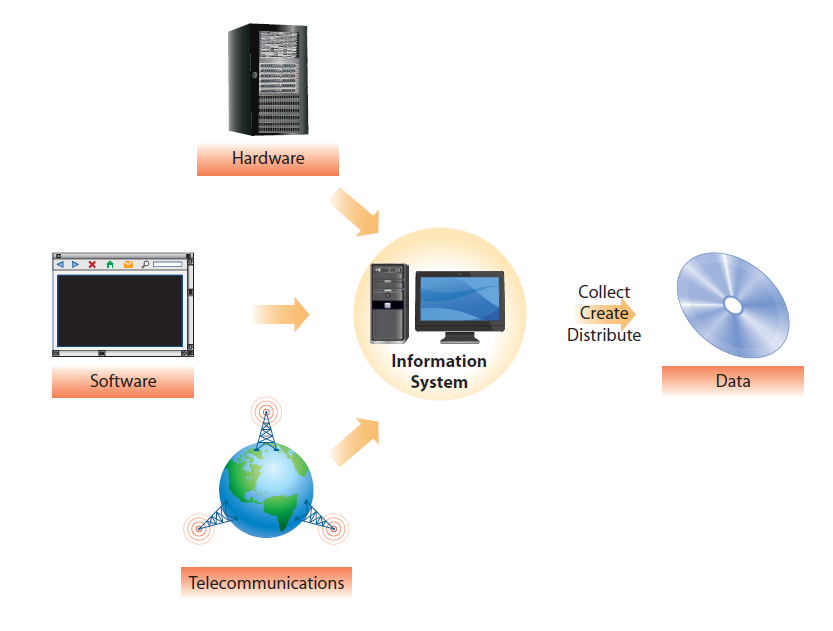 Hardware
Software
Telecommunications
Information
System
Collect
Create
Distribute
Data